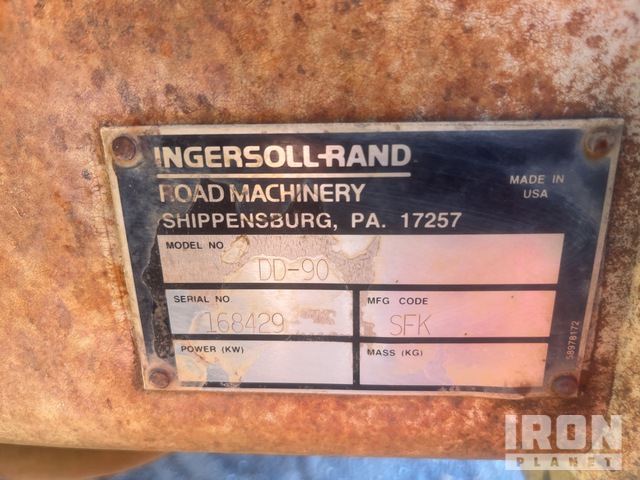 INGERSOLL-RAND
ROAD MACHINERY
SHIPPENSBURG, PA. 17257
MADE IN
USA
MODEL NO
DD-90
SERIAL NO
168429
MFG CODE
SFK
POWER (KW)
MASS (KG)
58978172
IRON
PLANET